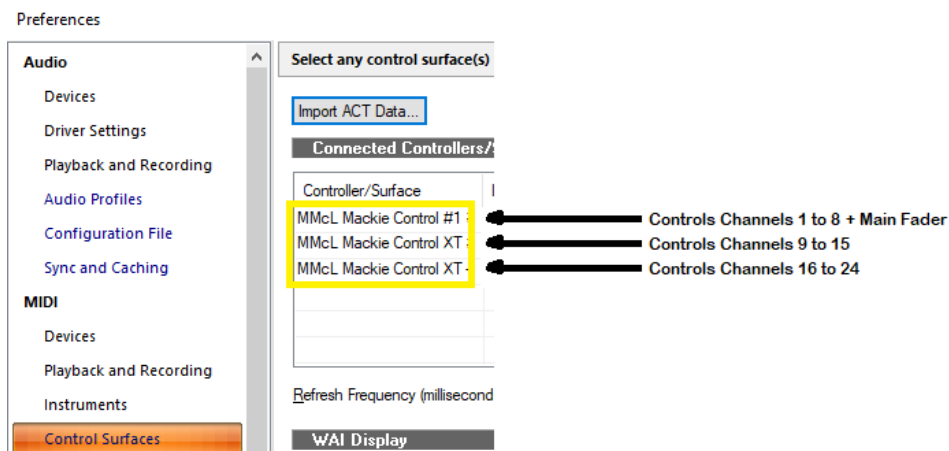 Preferences
Audio
Devices
Driver Settings
Playback and Recording
Audio Profiles
Configuration File
Sync and Caching
MIDI
Devices
Playback and Recording
Instruments
Control Surfaces
Select any control surface(s)
Import ACT Data...
Connected Controllers/
Controller/Surface
MMcL Mackie Control #1
MMcL Mackie Control XT
MMcL Mackie Control XT
Refresh Frequency (millisecond
WAI Display
Controls Channels 1 to 8 + Main Fader
Controls Channels 9 to 15
Controls Channels 16 to 24